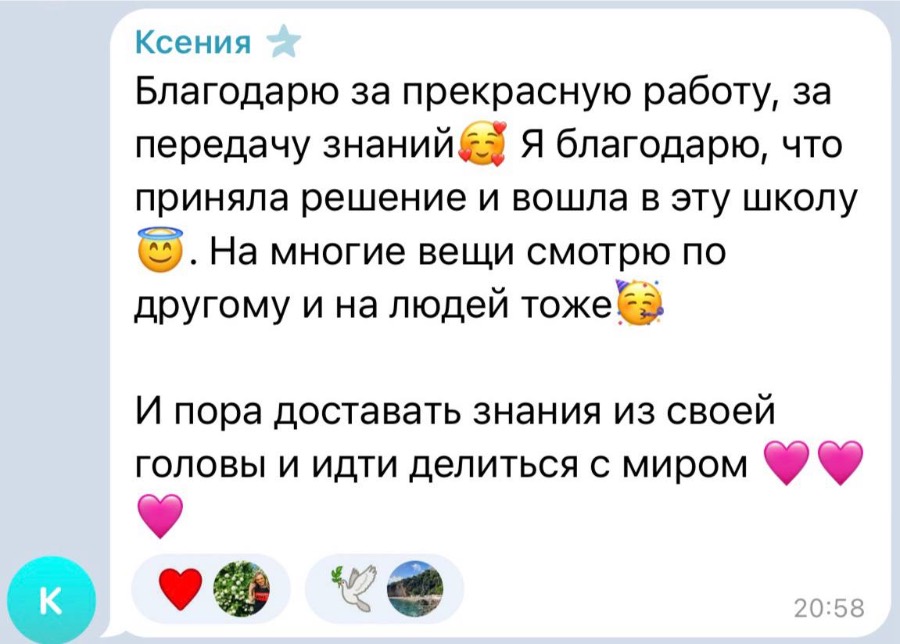 Ксения
Благодарю за прекрасную работу, за
передачу знаний🥰 Я благодарю, что
приняла решение и вошла в эту школу
😇. На многие вещи смотрю по
другому и на людей тоже🥳
И пора доставать знания из своей
головы и идти делиться с миром 🩷🩷
🩷
К
20:58